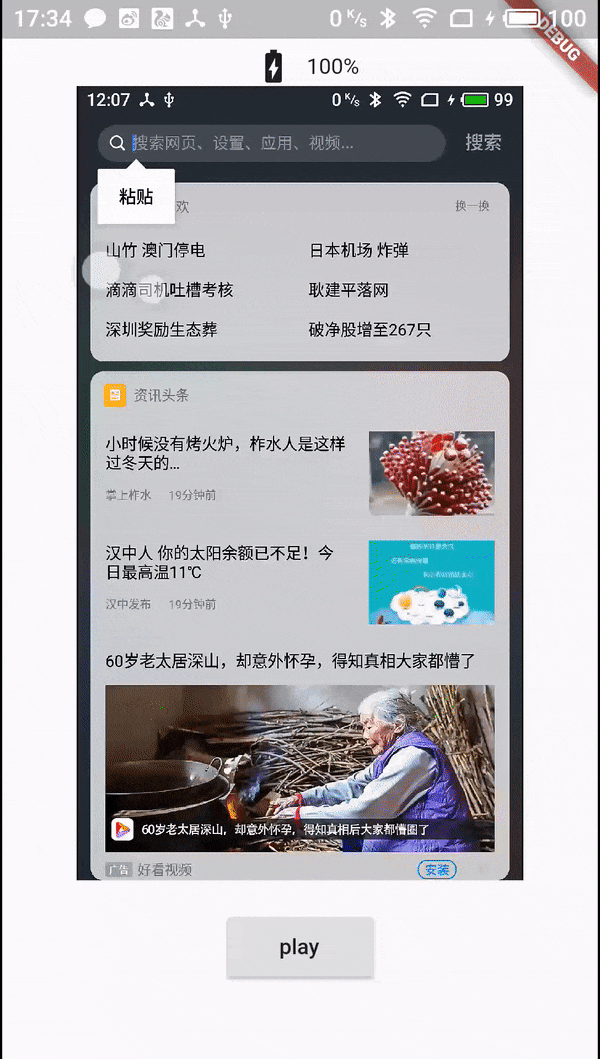 17:34 0 K/s 100
DEBUG
100%
12:07 0 K/s 99
搜索网页、设置、应用、视频... 搜索
粘贴
欢 换一换
山竹 澳门停电 日本机场 炸弹
滴滴司机吐槽考核 耿建平落网
深圳奖励生态葬 破净股增至267只
资讯头条
小时候没有烤火炉，柞水人是这样
过冬天的...
掌上柞水 19分钟前
汉中人 你的太阳余额已不足！今
日最高温11℃
汉中发布 19分钟前
60岁老太居深山，却意外怀孕，得知真相大家都懵了
60岁老太居深山，却意外怀孕，得知真相后大家都懵圈了
广告 好看视频 安装
play